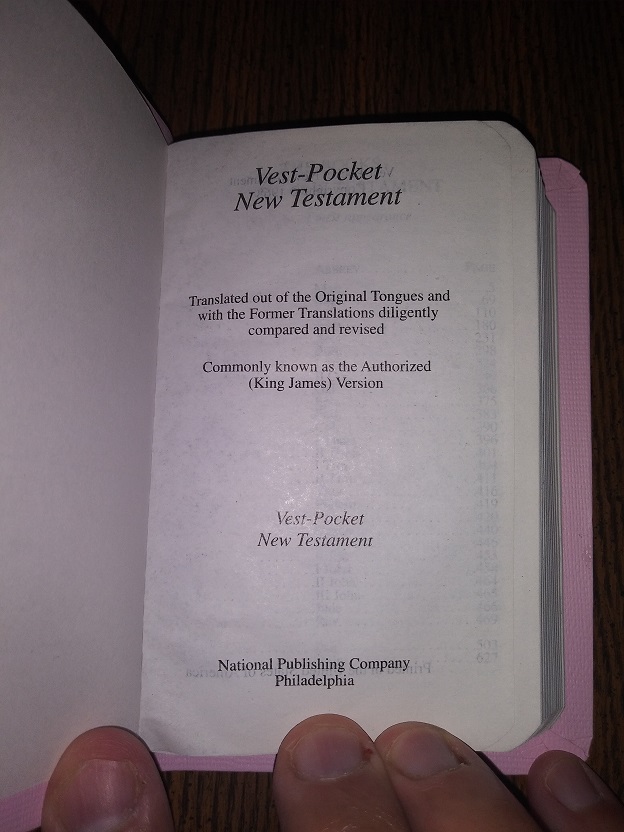 Vest-Pocket
New Testament
Translated out of the Original Tongues and
with the Former Translations diligently
compared and revised
Commonly known as the Authorized
(King James) Version
Vest-Pocket
New Testament
National Publishing Company
Philadelphia